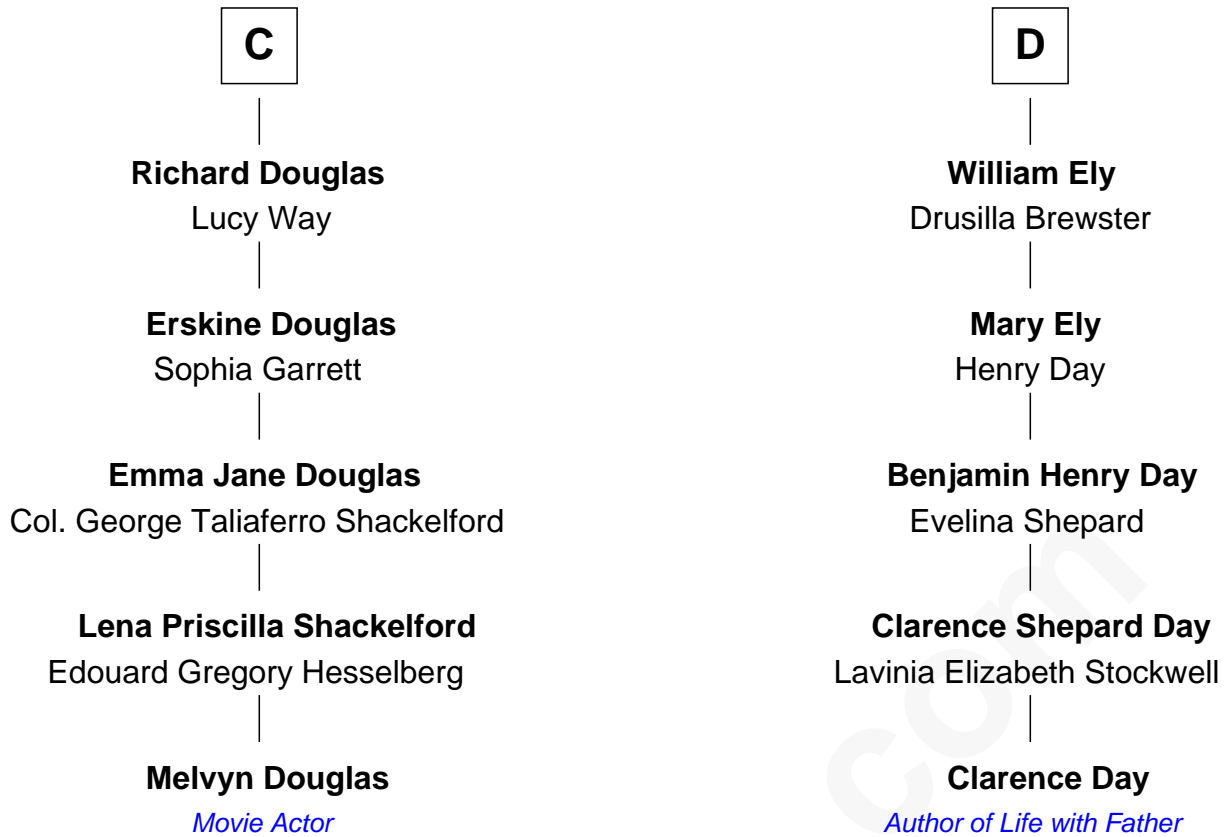 C
Richard Douglas
Lucy Way
Erskine Douglas
Sophia Garrett
Emma Jane Douglas
Col. George Taliaferro Shackelford
Lena Priscilla Shackelford
Edouard Gregory Hesselberg
Melvyn Douglas
Movie Actor
D
William Ely
Drusilla Brewster
Mary Ely
Henry Day
Benjamin Henry Day
Evelina Shepard
Clarence Shepard Day
Lavinia Elizabeth Stockwell
Clarence Day
Author of Life with Father
com